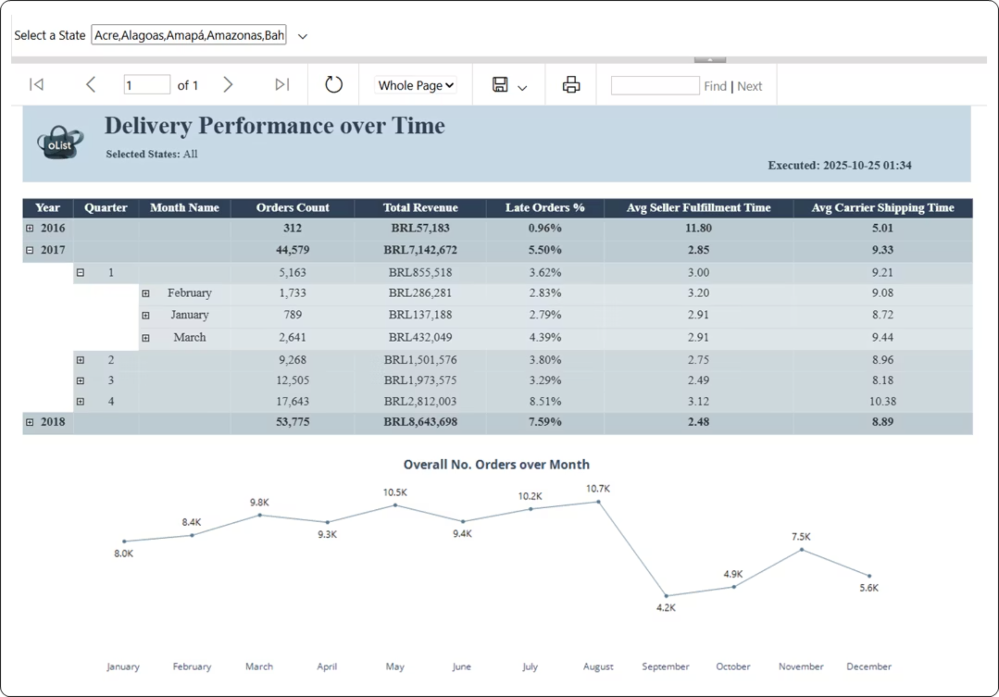 Select a State Acre,Alagoas,Amapá,Amazonas,Bah
1 of 1 Whole Page Find | Next
oList
Delivery Performance over Time
Selected States: All
Executed: 2025-10-25 01:34
Year Quarter Month Name Orders Count Total Revenue Late Orders % Avg Seller Fulfillment Time Avg Carrier Shipping Time
2016 312 BRL57,183 0.96% 11.80 5.01
2017 44,579 BRL7,142,672 5.50% 2.85 9.33
1 5,163 BRL855,518 3.62% 3.00 9.21
February 1,733 BRL286,281 2.83% 3.20 9.08
January 789 BRL137,188 2.79% 2.91 8.72
March 2,641 BRL432,049 4.39% 2.91 9.44
2 9,268 BRL1,501,576 3.80% 2.75 8.96
3 12,505 BRL1,973,575 3.29% 2.49 8.18
4 17,643 BRL2,812,003 8.51% 3.12 10.38
2018 53,775 BRL8,643,698 7.59% 2.48 8.89
Overall No. Orders over Month
8.0K 8.4K 9.8K 9.3K 10.5K 9.4K 10.2K 10.7K 4.2K 4.9K 7.5K 5.6K
January February March April May June July August September October November December